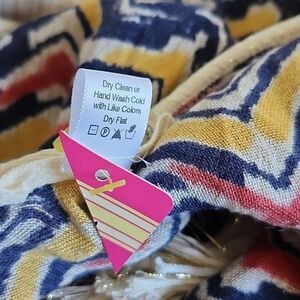 Dry Clean or
Hand Wash Cold
with Like Colors
Dry Flat